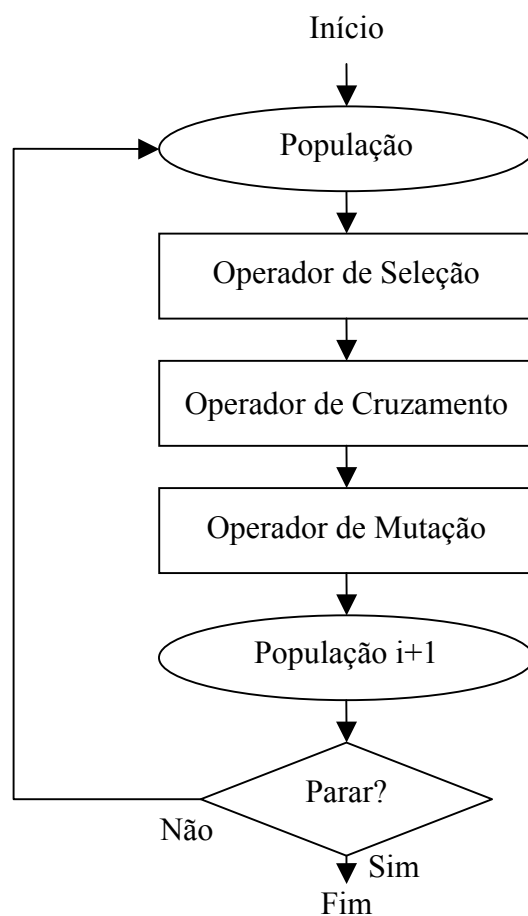 Início
População
Operador de Seleção
Operador de Cruzamento
Operador de Mutação
População i+1
Parar?
Não
Sim
Fim